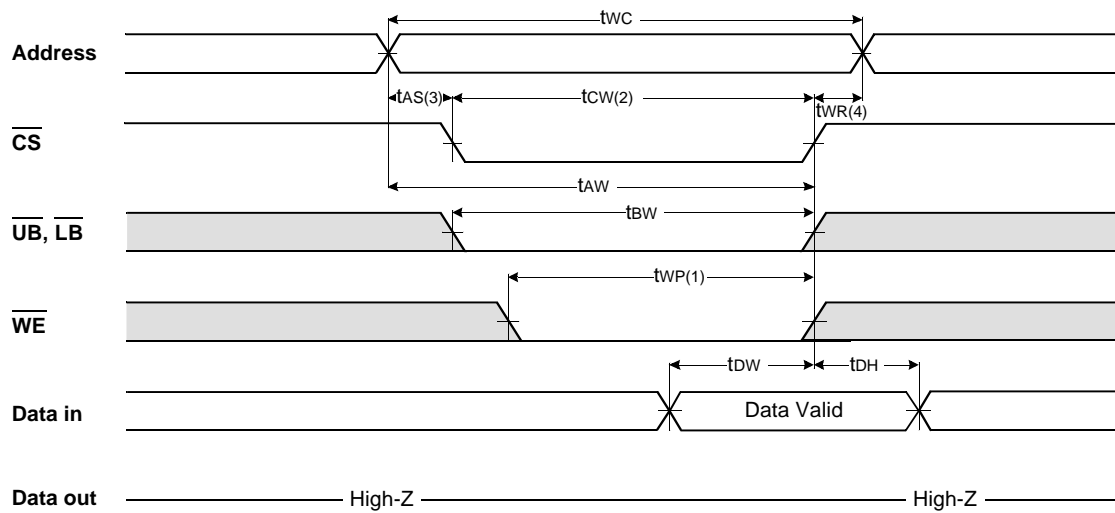 tWC
Address
tAS(3) tCW(2) tWR(4)
CS
tAW
UB, LB tBW
tWP(1)
WE
tDW tDH
Data in Data Valid
Data out High-Z High-Z